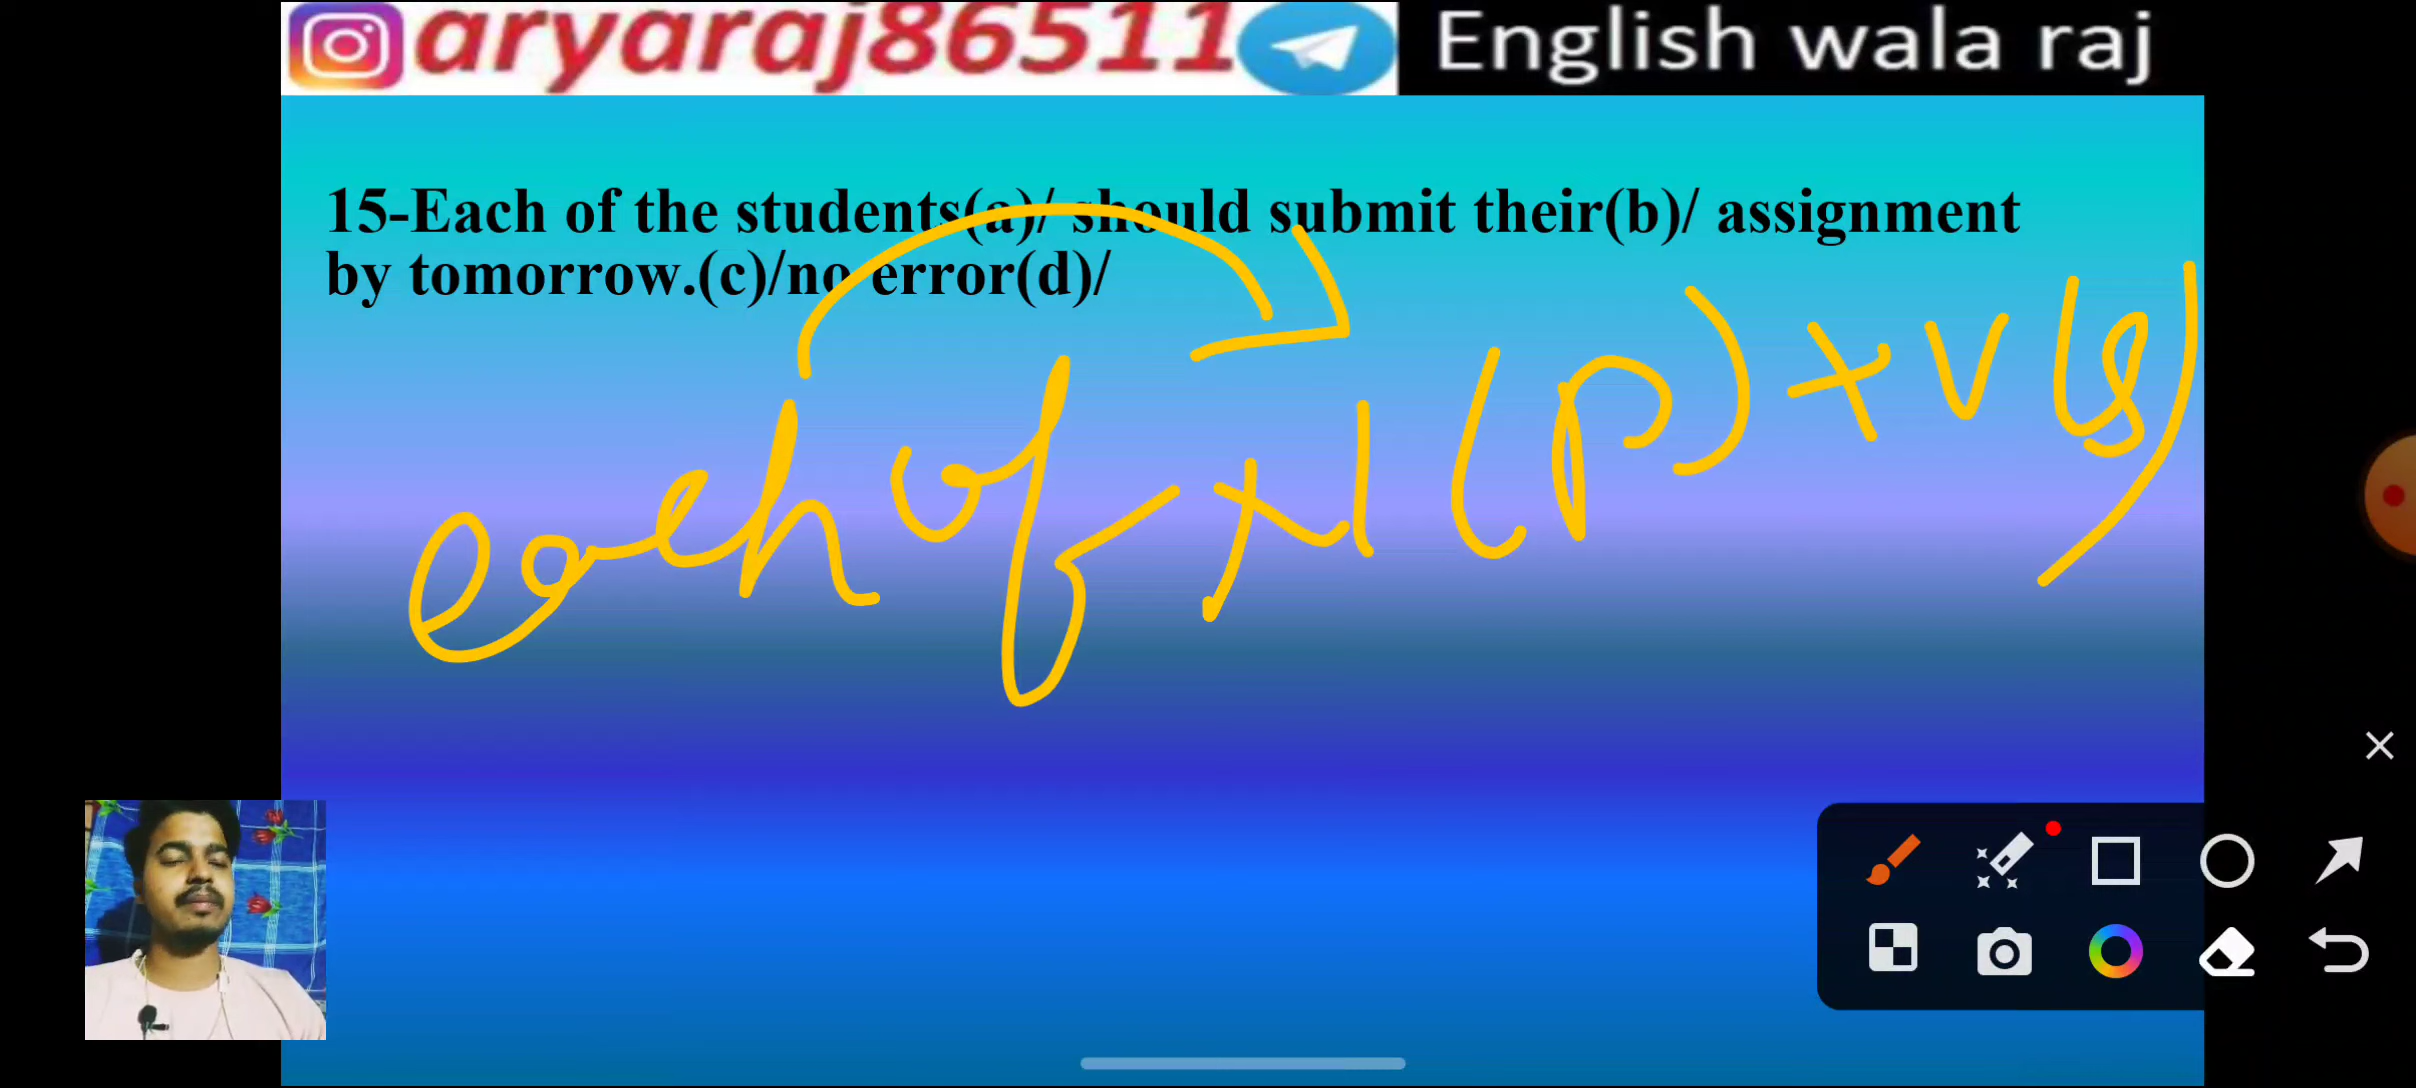 aryaraj86511 English wala raj
15-Each of the students(a)/ should submit their(b)/ assignment
by tomorrow.(c)/no error(d)/
each of + (p) + v (s)